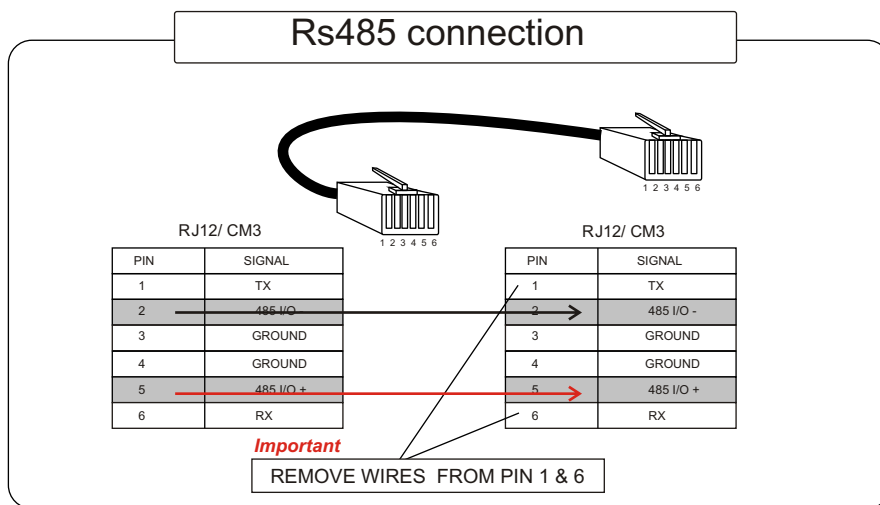 Rs485 connection
1 2 3 4 5 6
1 2 3 4 5 6
RJ12/ CM3
PIN SIGNAL
1 TX
2 485 I/O -
3 GROUND
4 GROUND
5 485 I/O +
6 RX
RJ12/ CM3
PIN SIGNAL
1 TX
2 485 I/O -
3 GROUND
4 GROUND
5 485 I/O +
6 RX
Important
REMOVE WIRES FROM PIN 1 & 6